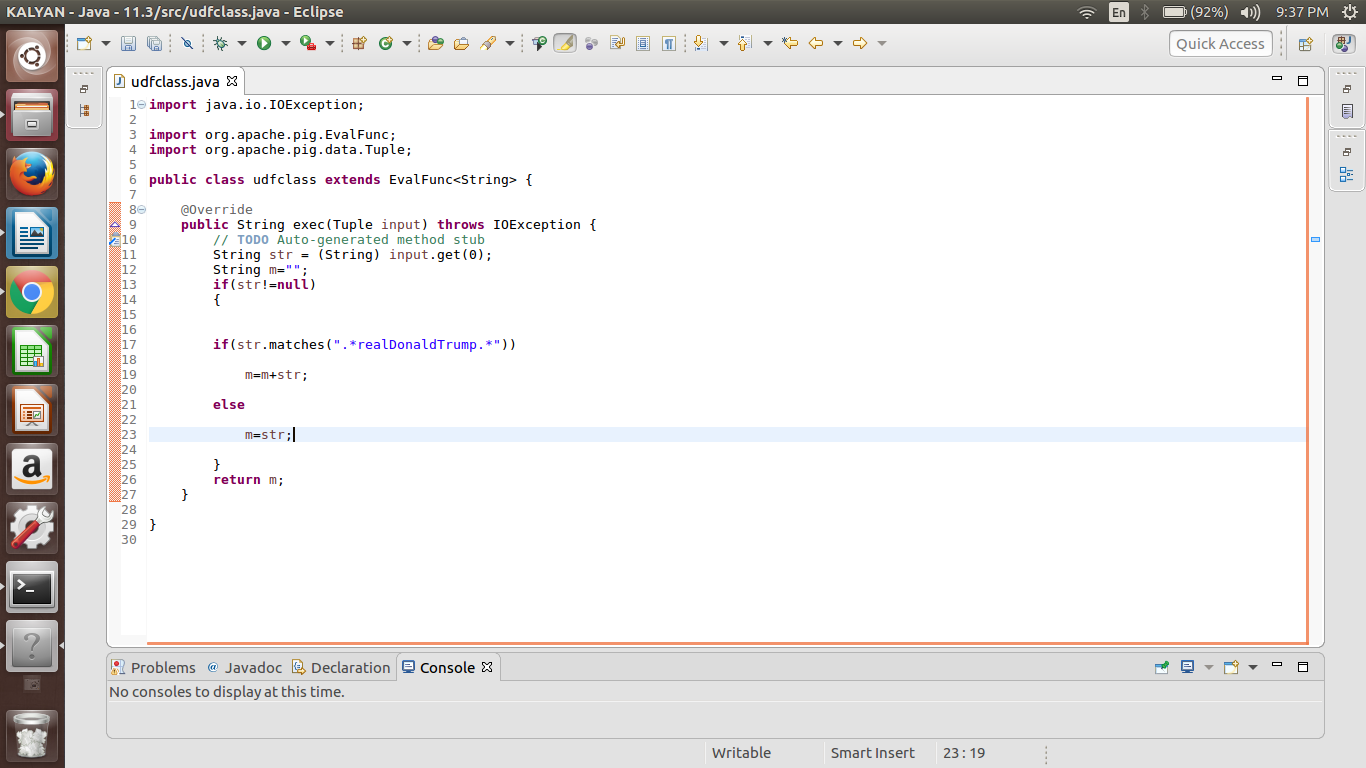 KALYAN - Java - 11.3/src/udfclass.java - Eclipse
En
(92%)
9:37 PM
Quick Access
udfclass.java
1 import java.io.IOException;
2
3 import org.apache.pig.EvalFunc;
4 import org.apache.pig.data.Tuple;
5
6 public class udfclass extends EvalFunc<String> {
7
8 @Override
9 public String exec(Tuple input) throws IOException {
10 // TODO Auto-generated method stub
11 String str = (String) input.get(0);
12 String m="";
13 if(str!=null)
14 {
15
16
17 if(str.matches(".*realDonaldTrump.*"))
18
19 m=m+str;
20
21 else
22
23 m=str;
24
25 }
26 return m;
27 }
28
29 }
30
Problems @ Javadoc Declaration Console
No consoles to display at this time.
Writable
Smart Insert
23 : 19